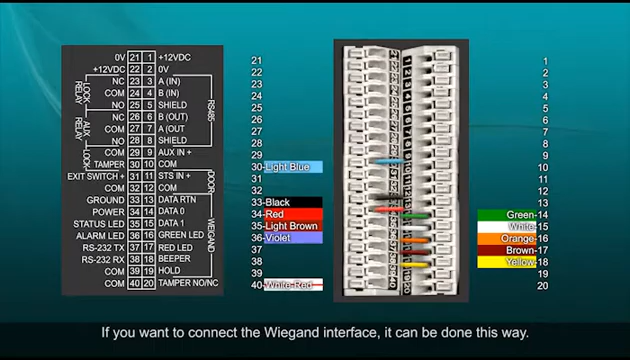 0V 21 1 +12VDC
+12VDC 22 2 0V
NC 23 3 A (IN)
COM 24 4 B (IN)
NO 25 5 SHIELD
NC 26 6 B (OUT)
COM 27 7 A (OUT)
NO 28 8 SHIELD
COM 29 9 AUX IN +
TAMPER 30 10 COM
EXIT SWITCH + 31 11 STS IN +
COM 32 12 COM
GROUND 33 13 DATA RTN
POWER 34 14 DATA 0
STATUS LED 35 15 DATA 1
ALARM LED 36 16 GREEN LED
RS-232 TX 37 17 RED LED
RS-232 RX 38 18 BEEPER
COM 39 19 HOLD
COM 40 20 TAMPER NO/NC
LOCK RELAY
AUX RELAY
LOCK
RS485
DOOR
WIEGAND
21
22
23
24
25
26
27
28
29
30-Light Blue
31
32
33-Black
34-Red
35-Light Brown
36-Violet
37
38
39
40-White-Red
1
2
3
4
5
6
7
8
9
10
11
12
13
Green-14
White-15
Orange-16
Brown-17
Yellow-18
19
20
If you want to connect the Wiegand interface, it can be done this way.